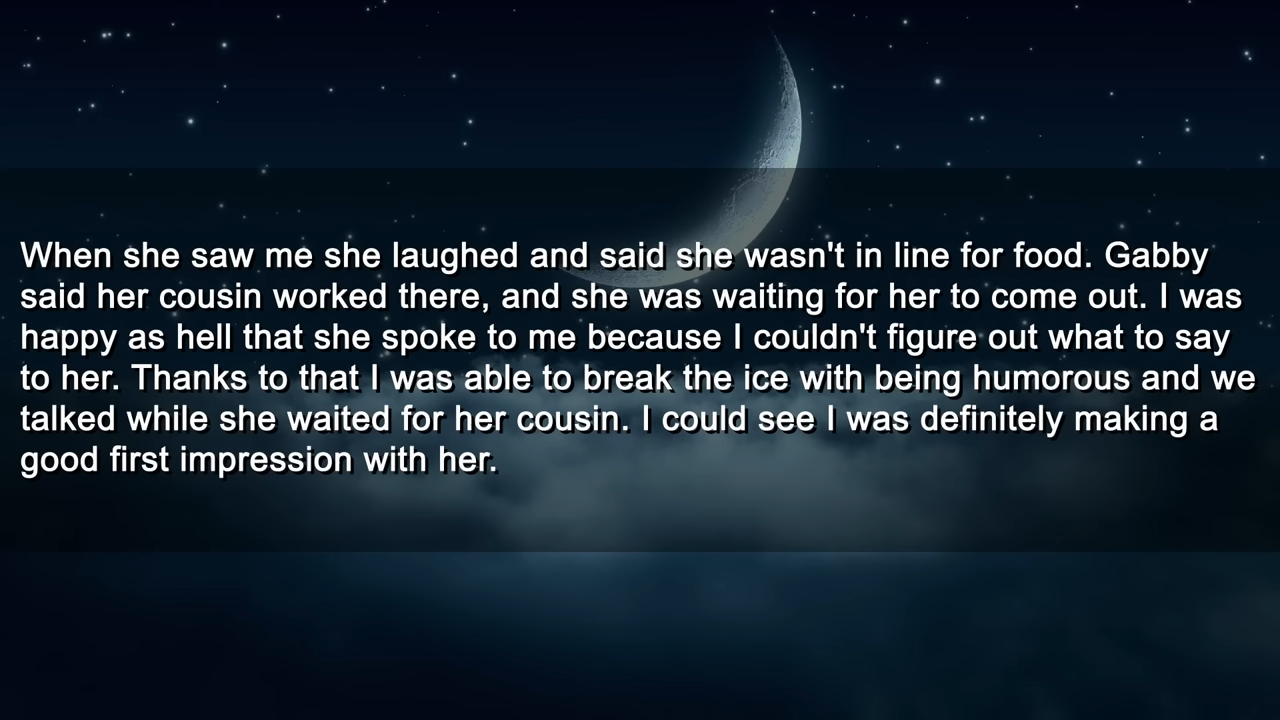 When she saw me she laughed and said she wasn't in line for food. Gabby
said her cousin worked there, and she was waiting for her to come out. I was
happy as hell that she spoke to me because I couldn't figure out what to say
to her. Thanks to that I was able to break the ice with being humorous and we
talked while she waited for her cousin. I could see I was definitely making a
good first impression with her.